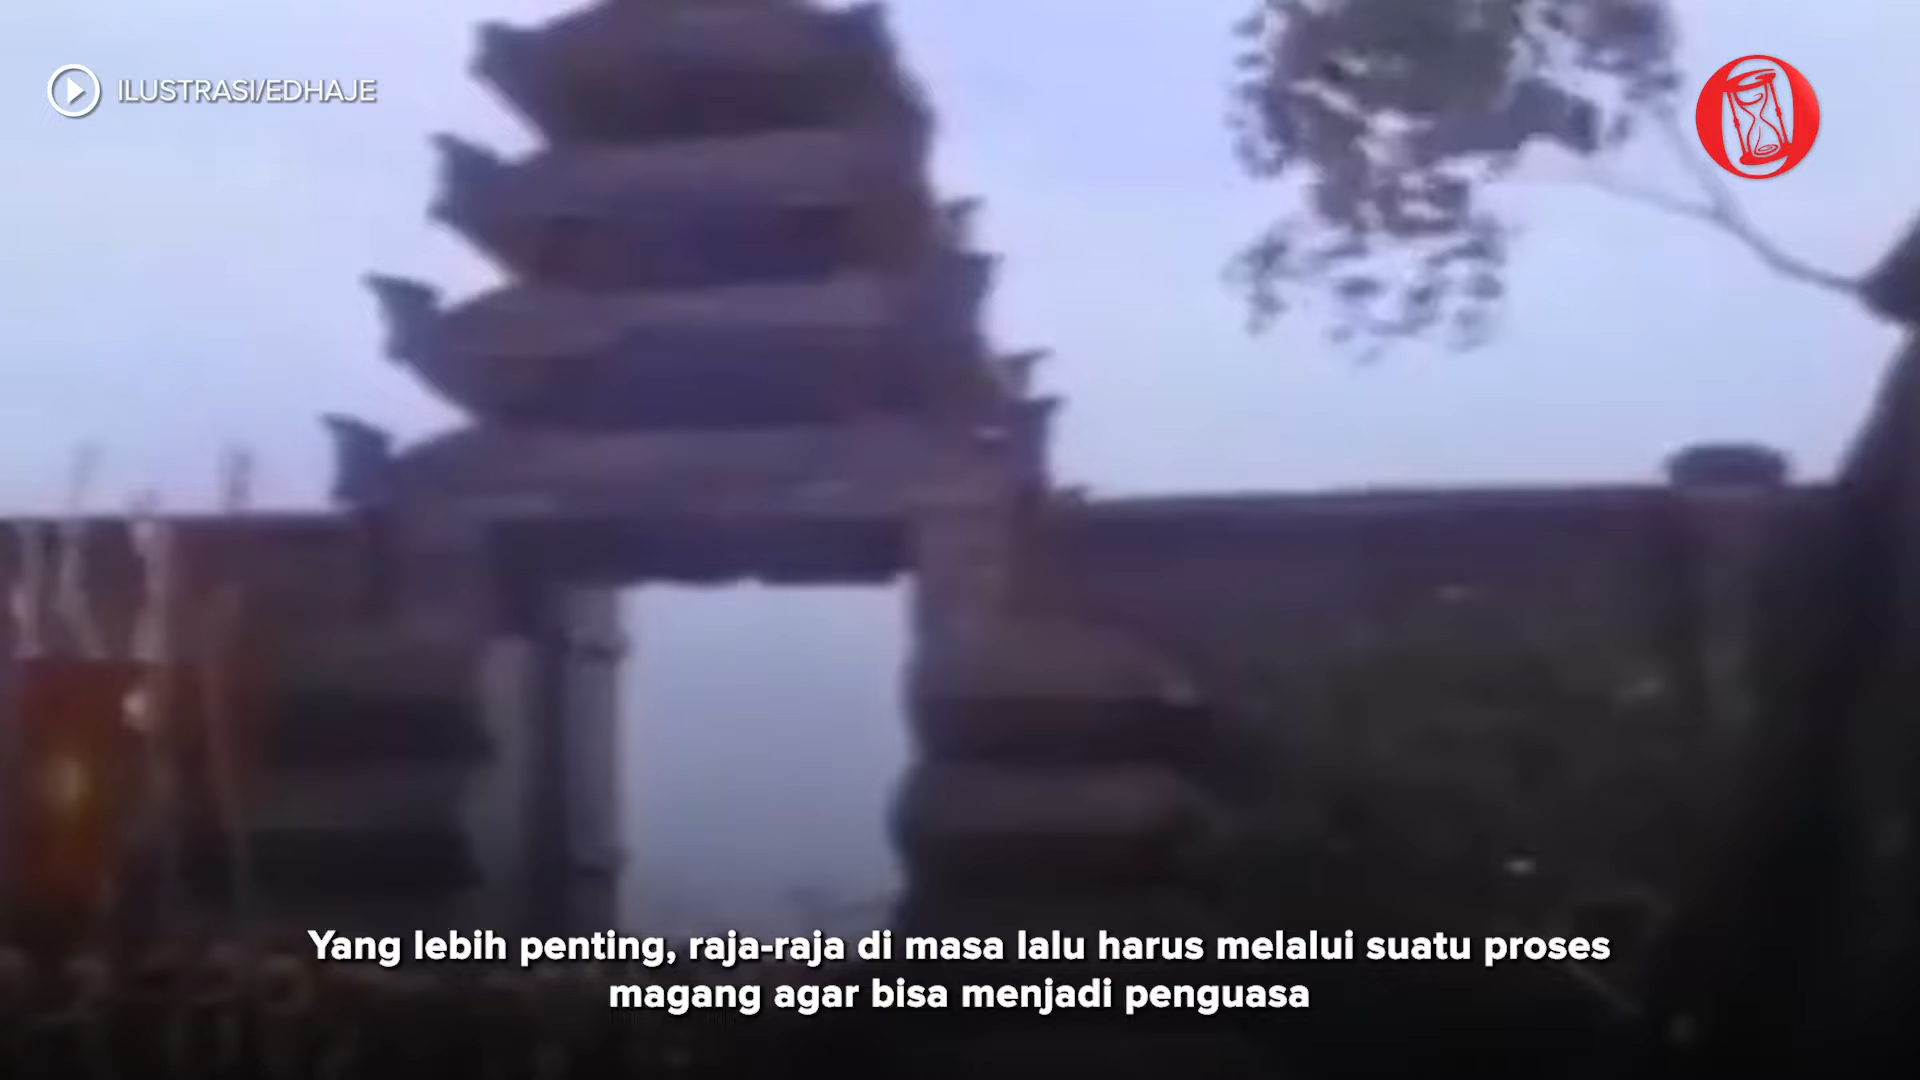 ILUSTRASI/EDHAJE
Yang lebih penting, raja-raja di masa lalu harus melalui suatu proses
magang agar bisa menjadi penguasa